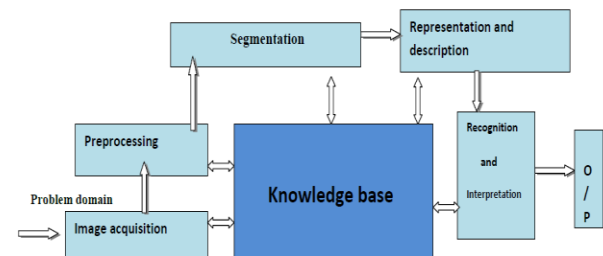 Segmentation
Representation and
description
Preprocessing
Knowledge base
Recognition
and
Interpretation
O
/
P
Problem domain
Image acquisition